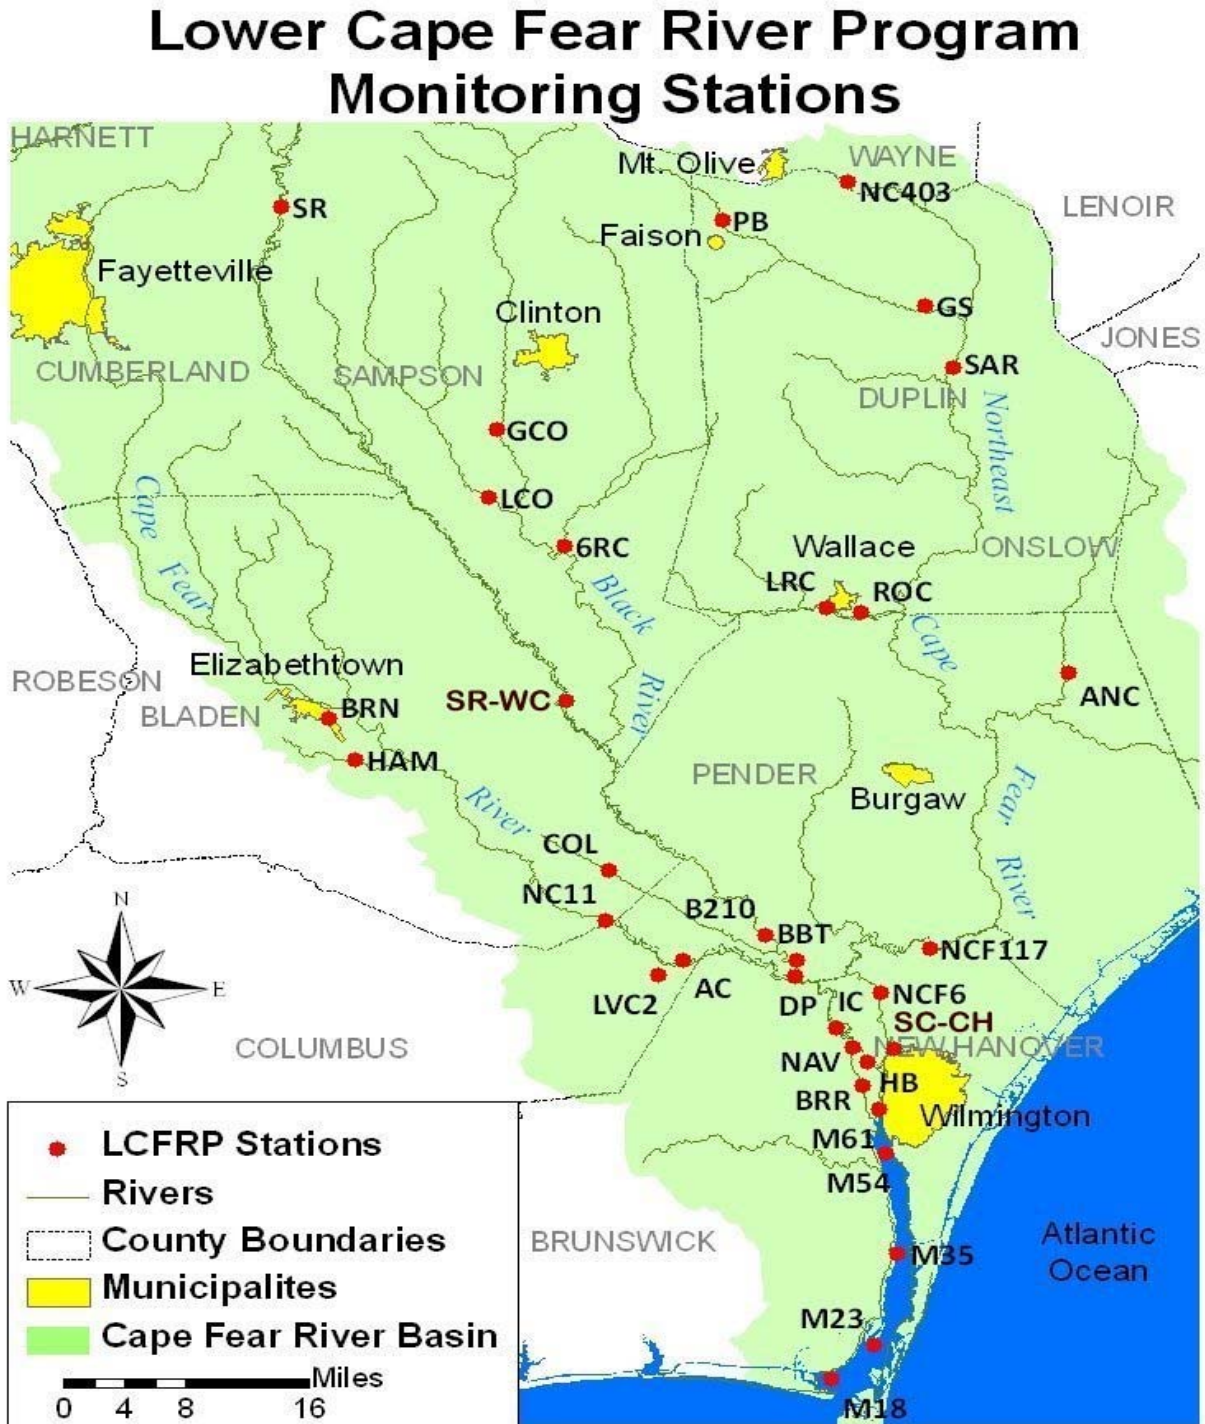 Lower Cape Fear River Program
Monitoring Stations
HARNETT
Mt. Olive
WAYNE
NC403
LENOIR
SR
PB
Faison
Fayetteville
GS
Clinton
JONES
CUMBERLAND
SAMPSON
SAR
DUPLIN
Northeast
GCO
Cape
LCO
6RC
Wallace
ONSLOW
Fear
Black
LRC
ROC
Cape
Elizabethtown
ROBESON
BLADEN
BRN
SR-WC
River
ANC
HAM
PENDER
Burgaw
Fear
River
COL
NC11
B210
River
BBT
NCF117
N
W
E
S
LVC2
AC
DP
IC
NCF6
SC-CH
COLUMBUS
NEW HANOVER
NAV
HB
BRR
Wilmington
M61
M54
LCFRP Stations
Rivers
County Boundaries
Municipalites
Cape Fear River Basin
Miles
0 4 8 16
BRUNSWICK
M35
Atlantic
Ocean
M23
M18